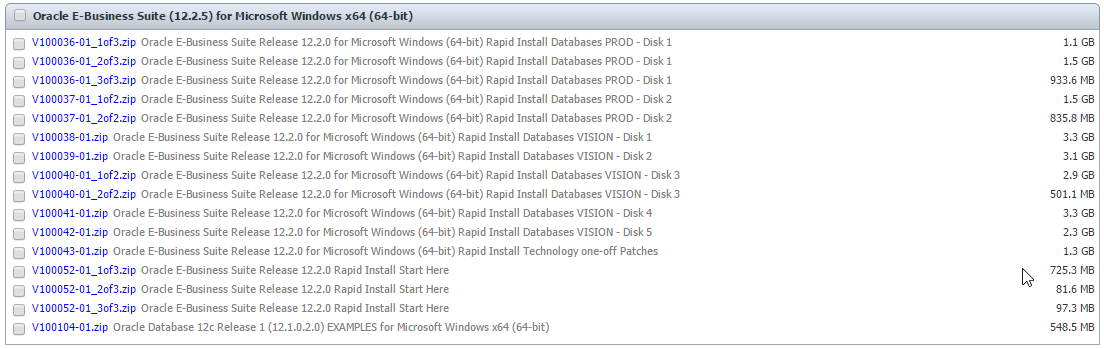 Oracle E-Business Suite (12.2.5) for Microsoft Windows x64 (64-bit)
V100036-01_1of3.zip Oracle E-Business Suite Release 12.2.0 for Microsoft Windows (64-bit) Rapid Install Databases PROD - Disk 1 1.1 GB
V100036-01_2of3.zip Oracle E-Business Suite Release 12.2.0 for Microsoft Windows (64-bit) Rapid Install Databases PROD - Disk 1 1.5 GB
V100036-01_3of3.zip Oracle E-Business Suite Release 12.2.0 for Microsoft Windows (64-bit) Rapid Install Databases PROD - Disk 1 933.6 MB
V100037-01_1of2.zip Oracle E-Business Suite Release 12.2.0 for Microsoft Windows (64-bit) Rapid Install Databases PROD - Disk 2 1.5 GB
V100037-01_2of2.zip Oracle E-Business Suite Release 12.2.0 for Microsoft Windows (64-bit) Rapid Install Databases PROD - Disk 2 835.8 MB
V100038-01.zip Oracle E-Business Suite Release 12.2.0 for Microsoft Windows (64-bit) Rapid Install Databases VISION - Disk 1 3.3 GB
V100039-01.zip Oracle E-Business Suite Release 12.2.0 for Microsoft Windows (64-bit) Rapid Install Databases VISION - Disk 2 3.1 GB
V100040-01_1of2.zip Oracle E-Business Suite Release 12.2.0 for Microsoft Windows (64-bit) Rapid Install Databases VISION - Disk 3 2.9 GB
V100040-01_2of2.zip Oracle E-Business Suite Release 12.2.0 for Microsoft Windows (64-bit) Rapid Install Databases VISION - Disk 3 501.1 MB
V100041-01.zip Oracle E-Business Suite Release 12.2.0 for Microsoft Windows (64-bit) Rapid Install Databases VISION - Disk 4 3.3 GB
V100042-01.zip Oracle E-Business Suite Release 12.2.0 for Microsoft Windows (64-bit) Rapid Install Databases VISION - Disk 5 2.3 GB
V100043-01.zip Oracle E-Business Suite Release 12.2.0 for Microsoft Windows (64-bit) Rapid Install Technology one-off Patches 1.3 GB
V100052-01_1of3.zip Oracle E-Business Suite Release 12.2.0 Rapid Install Start Here 725.3 MB
V100052-01_2of3.zip Oracle E-Business Suite Release 12.2.0 Rapid Install Start Here 81.6 MB
V100052-01_3of3.zip Oracle E-Business Suite Release 12.2.0 Rapid Install Start Here 97.3 MB
V100104-01.zip Oracle Database 12c Release 1 (12.1.0.2.0) EXAMPLES for Microsoft Windows x64 (64-bit) 548.5 MB